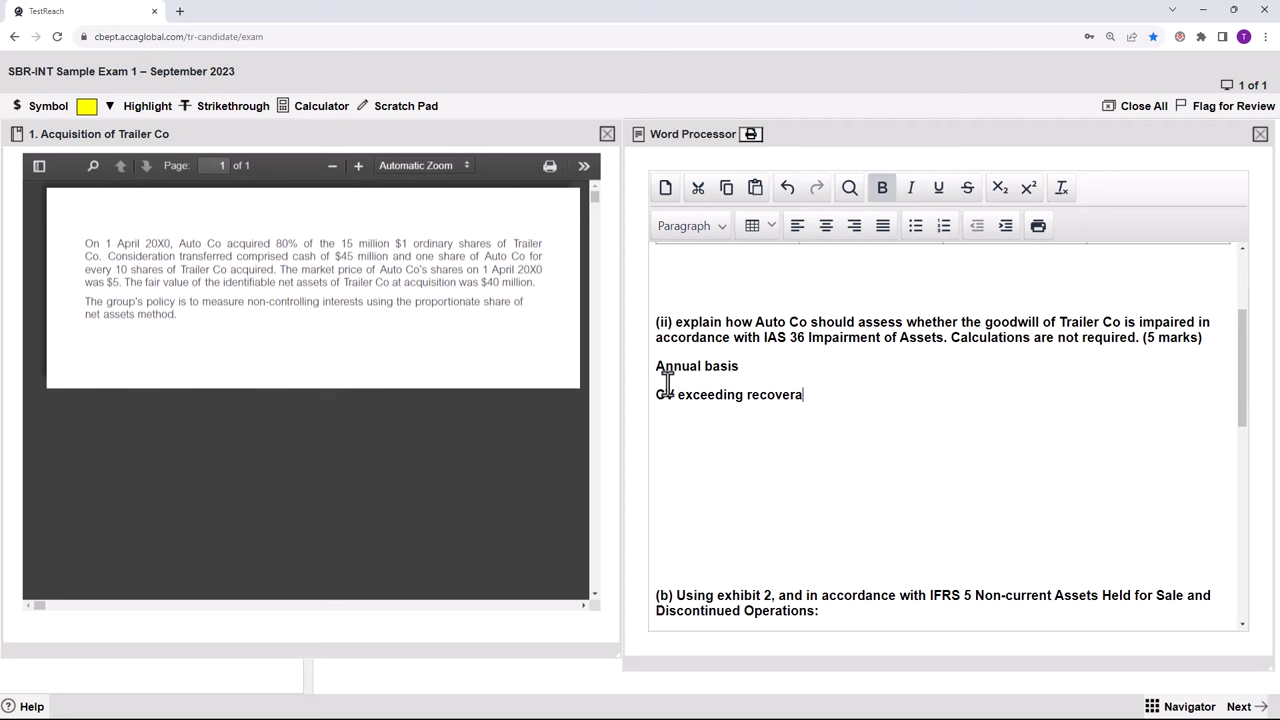 TestReach
cbept.accaglobal.com/tr-candidate/exam
T
SBR-INT Sample Exam 1 – September 2023
1 of 1
$ Symbol Highlight Strikethrough Calculator Scratch Pad Close All Flag for Review
1. Acquisition of Trailer Co
Page: 1 of 1 Automatic Zoom
On 1 April 20X0, Auto Co acquired 80% of the 15 million $1 ordinary shares of Trailer
Co. Consideration transferred comprised cash of $45 million and one share of Auto Co for
every 10 shares of Trailer Co acquired. The market price of Auto Co's shares on 1 April 20X0
was $5. The fair value of the identifiable net assets of Trailer Co at acquisition was $40 million.
The group's policy is to measure non-controlling interests using the proportionate share of
net assets method.
Word Processor
B I U S X₂ X² Ix
Paragraph
(ii) explain how Auto Co should assess whether the goodwill of Trailer Co is impaired in
accordance with IAS 36 Impairment of Assets. Calculations are not required. (5 marks)
Annual basis
CV exceeding recovera
(b) Using exhibit 2, and in accordance with IFRS 5 Non-current Assets Held for Sale and
Discontinued Operations:
? Help
Navigator Next